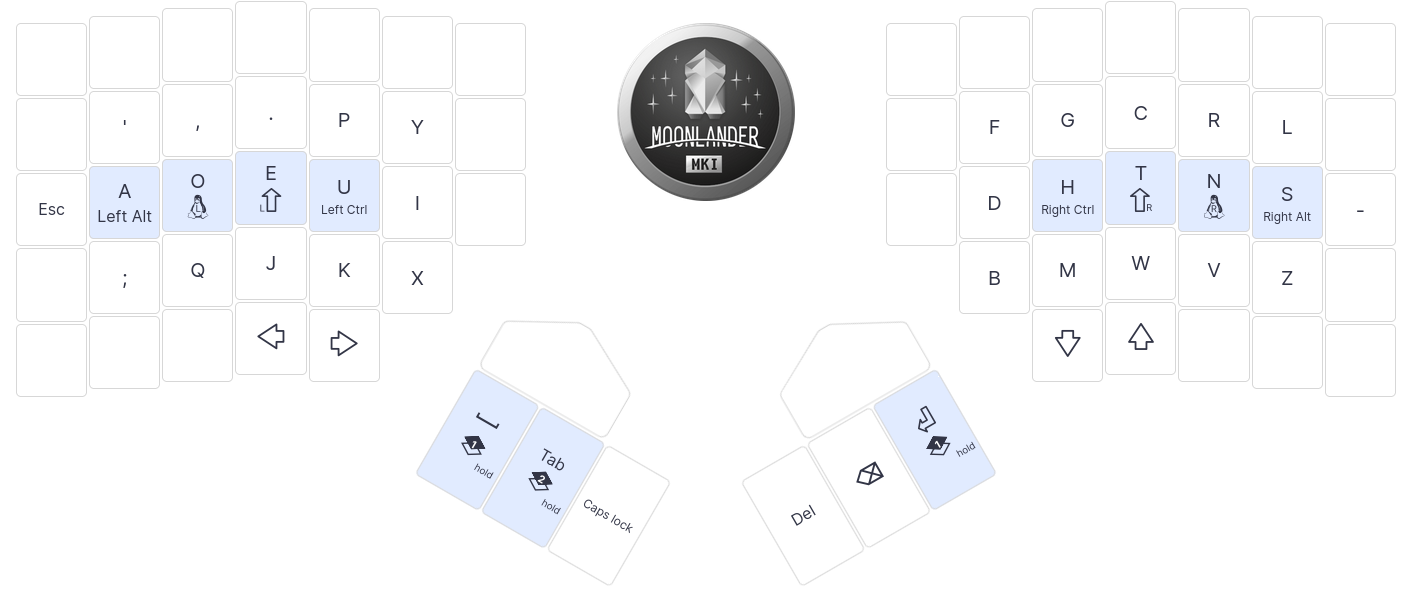 MOONLANDER
MKI
' , . P Y
F G C R L
Esc A O E U I
Left Alt L L Left Ctrl
D H T N S -
Right Ctrl R R Right Alt
; Q J K X
B M W V Z
1
hold
Tab
2
hold
Caps lock
Del
1
hold